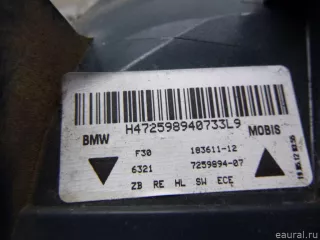 H472598940733L9
BMW MOBIS
F30 183611-12
6321 7259894-07
ZB RE HL SW ECE
eaural.ru